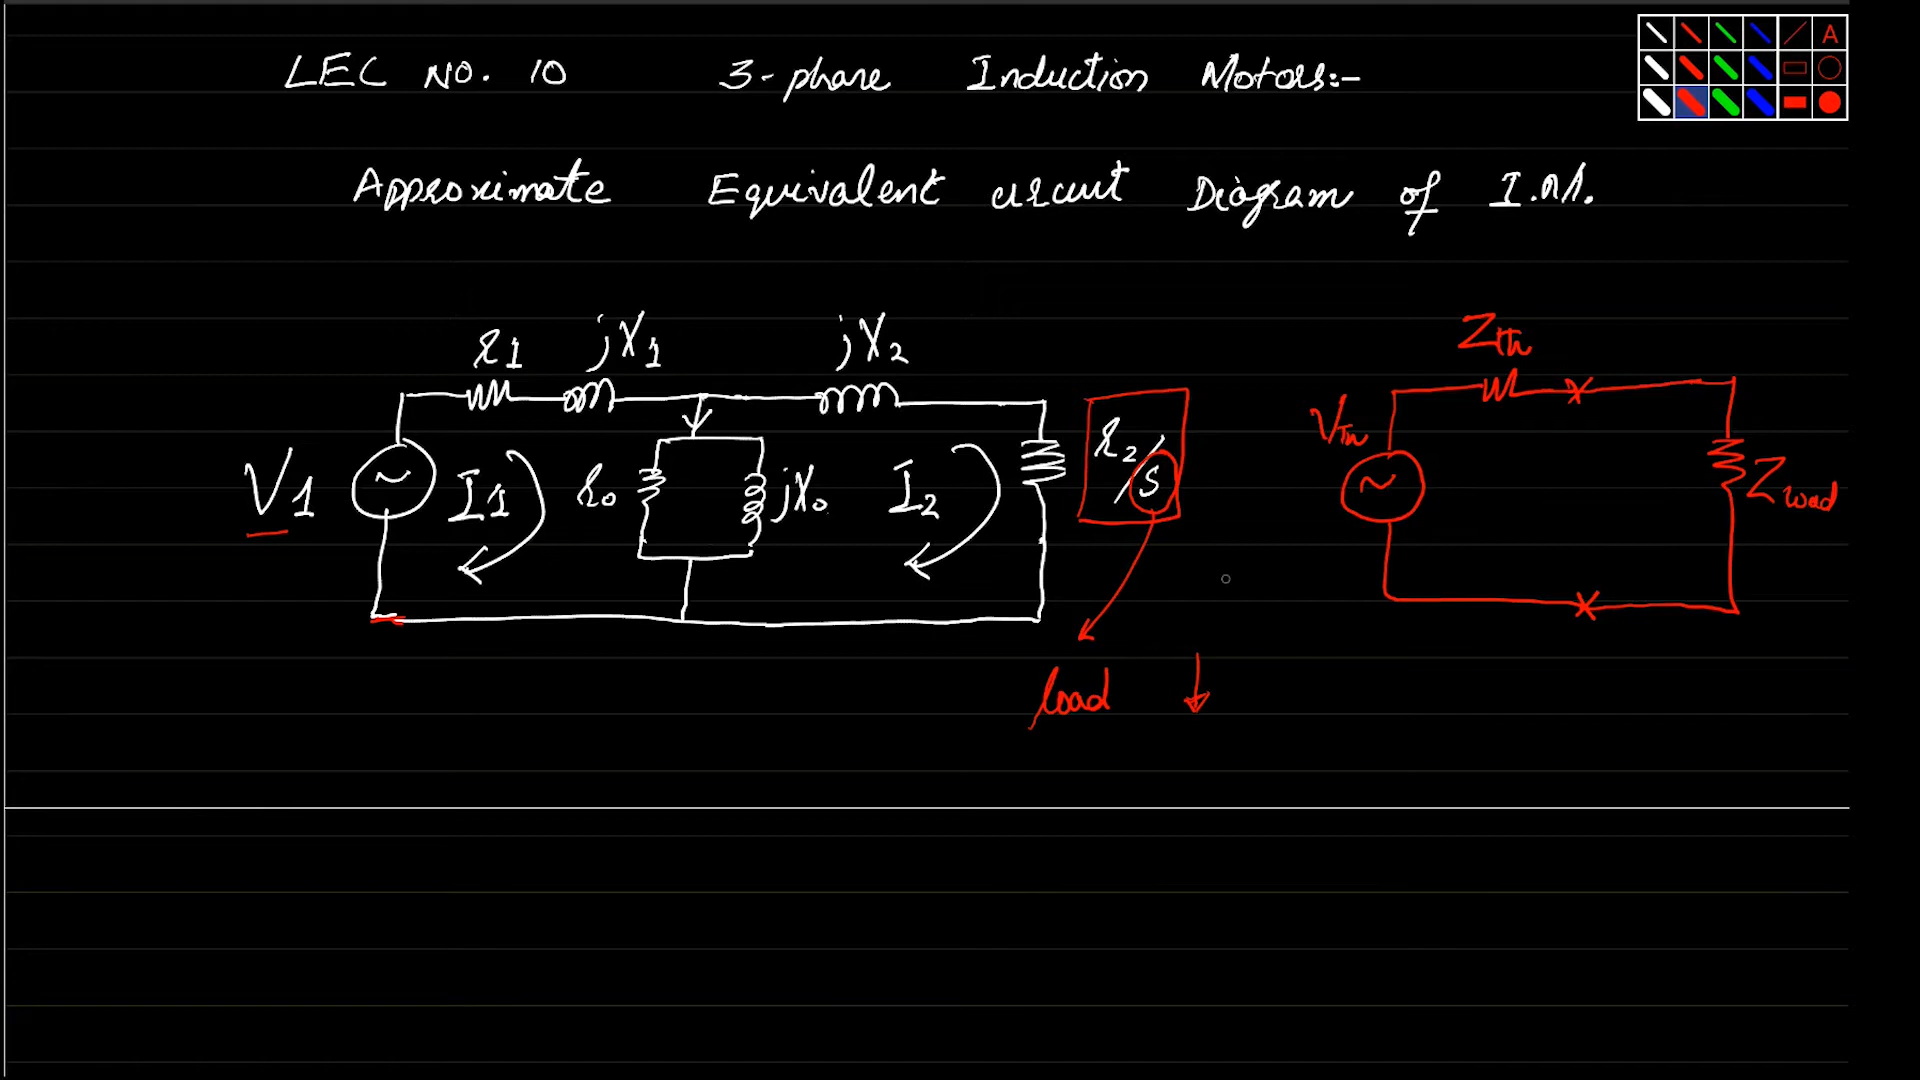 LEC NO. 10 3-phase Induction Motors:-
Approximate Equivalent circuit Diagram of I.M.
r1 jX1 jX2 Zth
V1 I1 r0 jX0 I2 r2/s Vth Zload
load
A